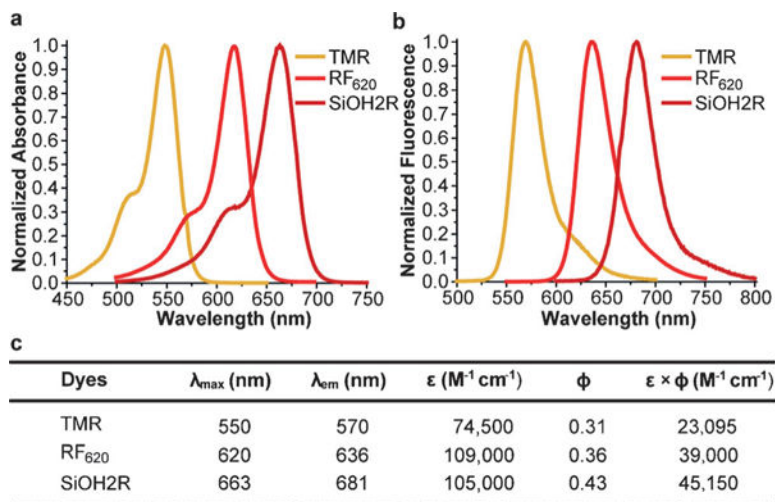 a
Normalized Absorbance
1.0
0.9
0.8
0.7
0.6
0.5
0.4
0.3
0.2
0.1
0.0
TMR
RF620
SiOH2R
450 500 550 600 650 700 750
Wavelength (nm)
b
Normalized Fluorescence
1.0
0.9
0.8
0.7
0.6
0.5
0.4
0.3
0.2
0.1
0.0
TMR
RF620
SiOH2R
500 550 600 650 700 750 800
Wavelength (nm)
c
Dyes λmax (nm) λem (nm) ε (M-1 cm-1) ϕ ε × ϕ (M-1 cm-1)
TMR 550 570 74,500 0.31 23,095
RF620 620 636 109,000 0.36 39,000
SiOH2R 663 681 105,000 0.43 45,150